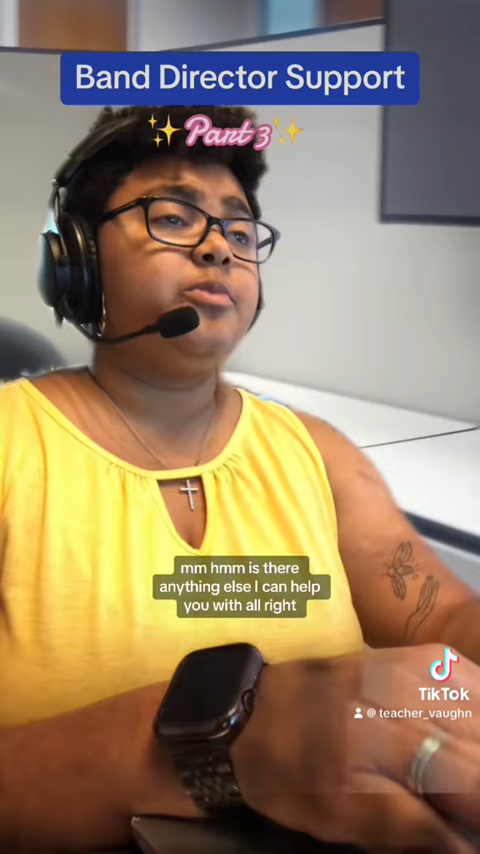 Band Director Support
✨Part 3✨
mm hmm is there
anything else I can help
you with all right
TikTok
@ teacher_vaughn